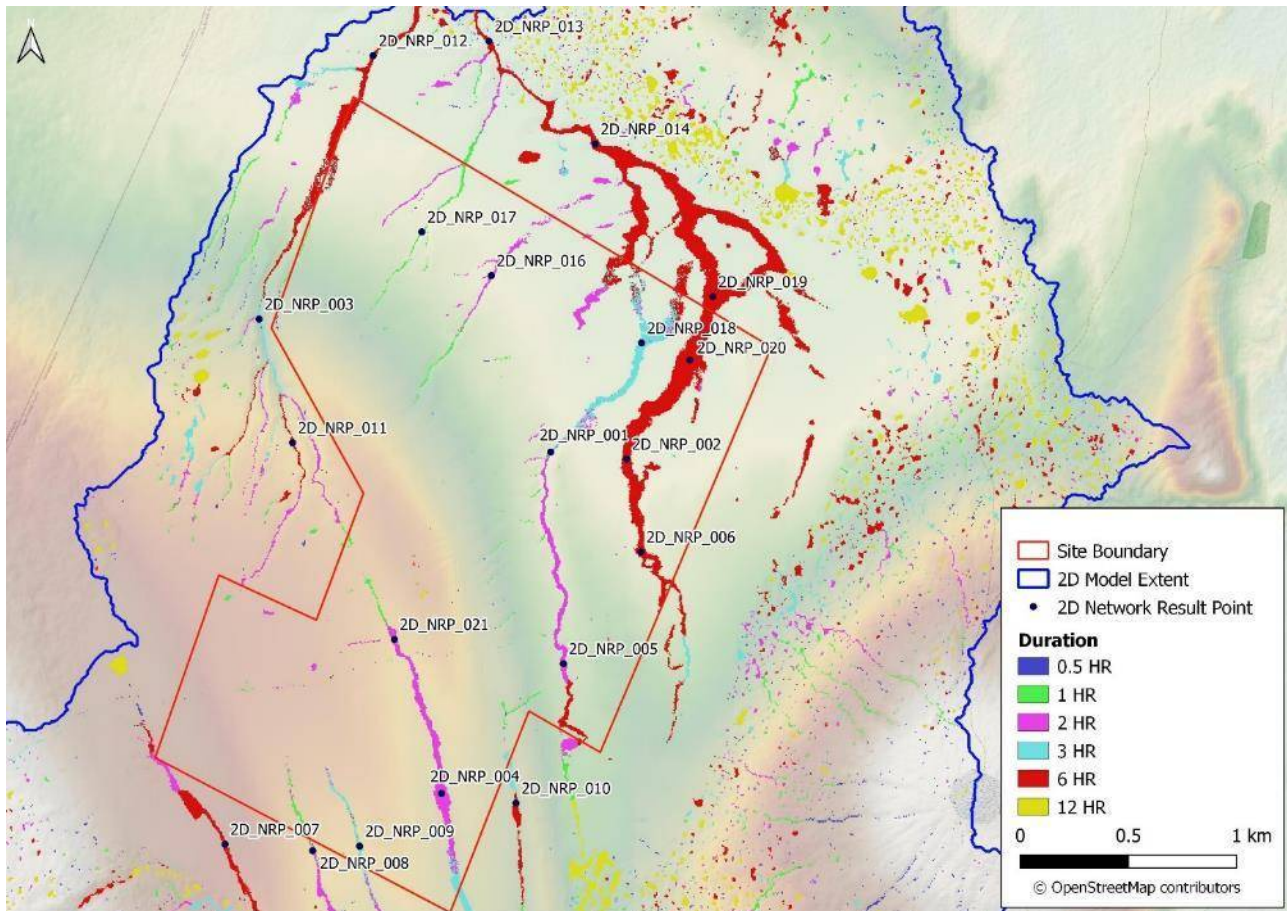 N
2D_NRP_013
2D_NRP_012
2D_NRP_014
2D_NRP_017
2D_NRP_016
2D_NRP_019
2D_NRP_003
2D_NRP_018
2D_NRP_020
2D_NRP_011
2D_NRP_001
2D_NRP_002
2D_NRP_006
2D_NRP_021
2D_NRP_005
2D_NRP_004
2D_NRP_010
2D_NRP_007
2D_NRP_009
2D_NRP_008
Site Boundary
2D Model Extent
2D Network Result Point
Duration
0.5 HR
1 HR
2 HR
3 HR
6 HR
12 HR
0 0.5 1 km
© OpenStreetMap contributors